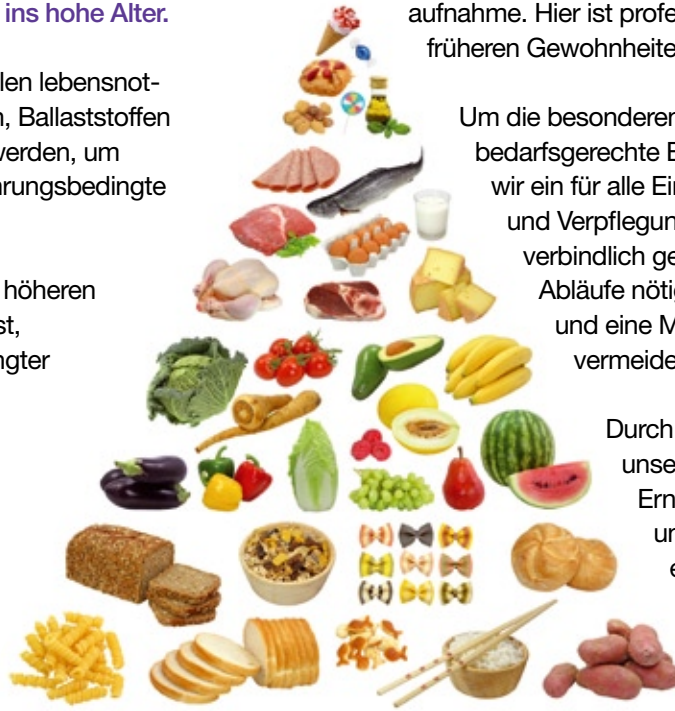 ins hohe Alter.
len lebensnot-
, Ballaststoffen
werden, um
rungsbedingte
höheren
st,
ngter
aufnahme. Hier ist profe
früheren Gewohnheite
Um die besonderen
bedarfsgerechte E
wir ein für alle Ei
und Verpflegun
verbindlich ge
Abläufe nötig
und eine M
vermeide
Durch
unse
Ern
un
e